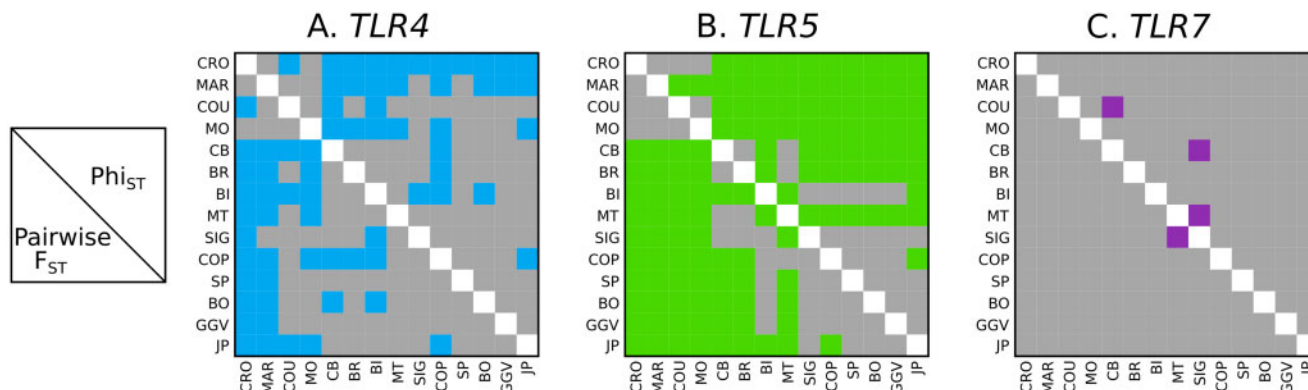 A. TLR4
B. TLR5
C. TLR7
Phi_ST
Pairwise
F_ST
CRO
MAR
COU
MO
CB
BR
BI
MT
SIG
COP
SP
BO
GGV
JP
CRO
MAR
COU
MO
CB
BR
BI
MT
SIG
COP
SP
BO
GGV
JP
CRO
MAR
COU
MO
CB
BR
BI
MT
SIG
COP
SP
BO
GGV
JP
CRO
MAR
COU
MO
CB
BR
BI
MT
SIG
COP
SP
BO
GGV
JP
CRO
MAR
COU
MO
CB
BR
BI
MT
SIG
COP
SP
BO
GGV
JP
CRO
MAR
COU
MO
CB
BR
BI
MT
SIG
COP
SP
BO
GGV
JP